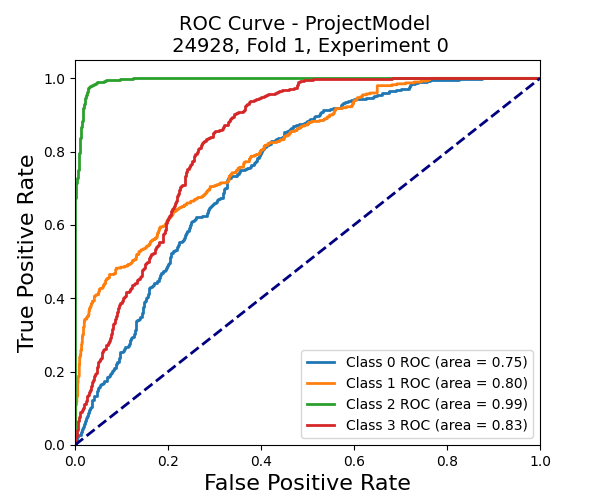 ROC Curve - ProjectModel
24928, Fold 1, Experiment 0
True Positive Rate
1.0
0.8
0.6
0.4
0.2
0.0
Class 0 ROC (area = 0.75)
Class 1 ROC (area = 0.80)
Class 2 ROC (area = 0.99)
Class 3 ROC (area = 0.83)
0.0 0.2 0.4 0.6 0.8 1.0
False Positive Rate